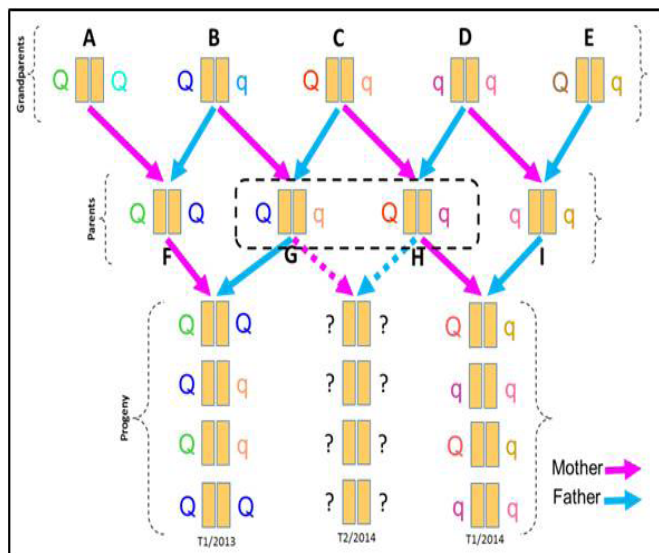 A B C D E
Grandparents
Q Q Q q Q q q q Q q
Parents
Q Q Q q Q q q q
F G H I
Progeny
Q Q ? ? Q q
Q q ? ? q q
Q q ? ? Q q
Q Q ? ? q q
Mother
Father
T1/2013 T2/2014 T1/2014